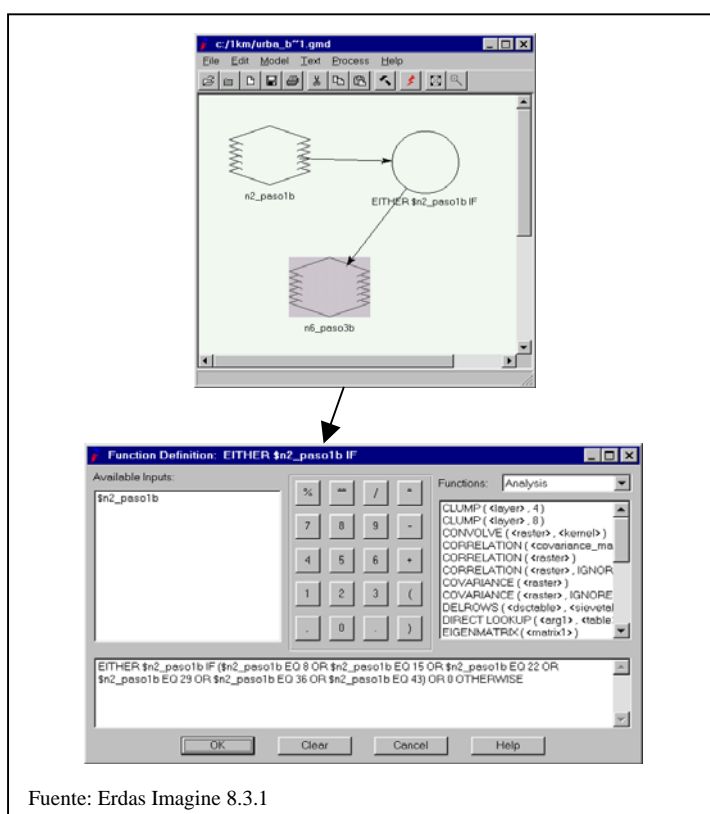 c:/1km/urba_b~1.gmd
File Edit Model Text Process Help
n2_paso1b
EITHER $n2_paso1b IF
n6_paso3b
Function Definition: EITHER $n2_paso1b IF
Available Inputs:
$n2_paso1b
% ** / *
7 8 9 -
4 5 6 +
1 2 3 (
, 0 . )
Functions: Analysis
CLUMP ( <layer> , 4 )
CLUMP ( <layer> , 8 )
CONVOLVE ( <raster> , <kernel> )
CORRELATION ( <covariance_ma
CORRELATION ( <raster> )
CORRELATION ( <raster> , IGNOR
COVARIANCE ( <raster> )
COVARIANCE ( <raster> , IGNORE
DELROWS ( <dsctable> , <sievetal
DIRECT LOOKUP ( <arg1> , <table
EIGENMATRIX ( <matrix1> )
EITHER $n2_paso1b IF ($n2_paso1b EQ 8 OR $n2_paso1b EQ 15 OR $n2_paso1b EQ 22 OR
$n2_paso1b EQ 29 OR $n2_paso1b EQ 36 OR $n2_paso1b EQ 43) OR 0 OTHERWISE
OK Clear Cancel Help
Fuente: Erdas Imagine 8.3.1